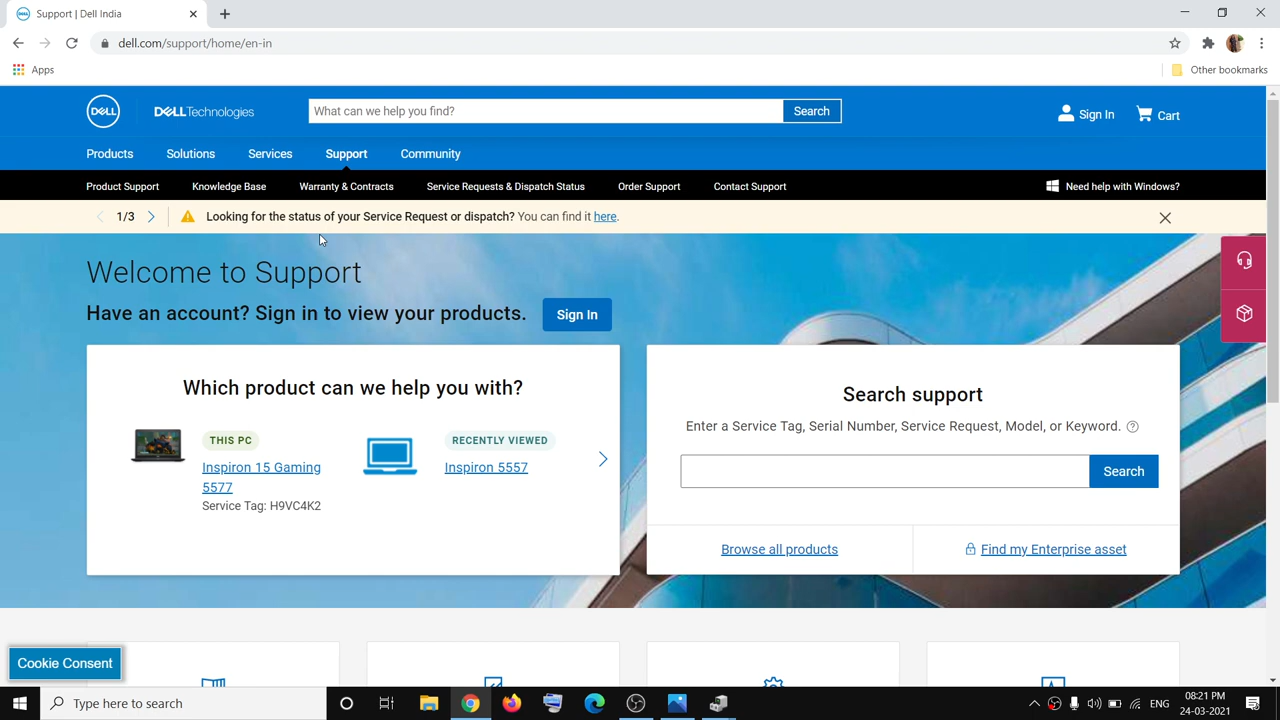 Support | Dell India
dell.com/support/home/en-in
Apps
Other bookmarks
DELL
DELLTechnologies
What can we help you find?
Search
Sign In
Cart
Products
Solutions
Services
Support
Community
Product Support
Knowledge Base
Warranty & Contracts
Service Requests & Dispatch Status
Order Support
Contact Support
Need help with Windows?
1/3
Looking for the status of your Service Request or dispatch? You can find it here.
Welcome to Support
Have an account? Sign in to view your products.
Sign In
Which product can we help you with?
THIS PC
Inspiron 15 Gaming
5577
Service Tag: H9VC4K2
RECENTLY VIEWED
Inspiron 5557
Search support
Enter a Service Tag, Serial Number, Service Request, Model, or Keyword.
Search
Browse all products
Find my Enterprise asset
Cookie Consent
Type here to search
ENG
08:21 PM
24-03-2021